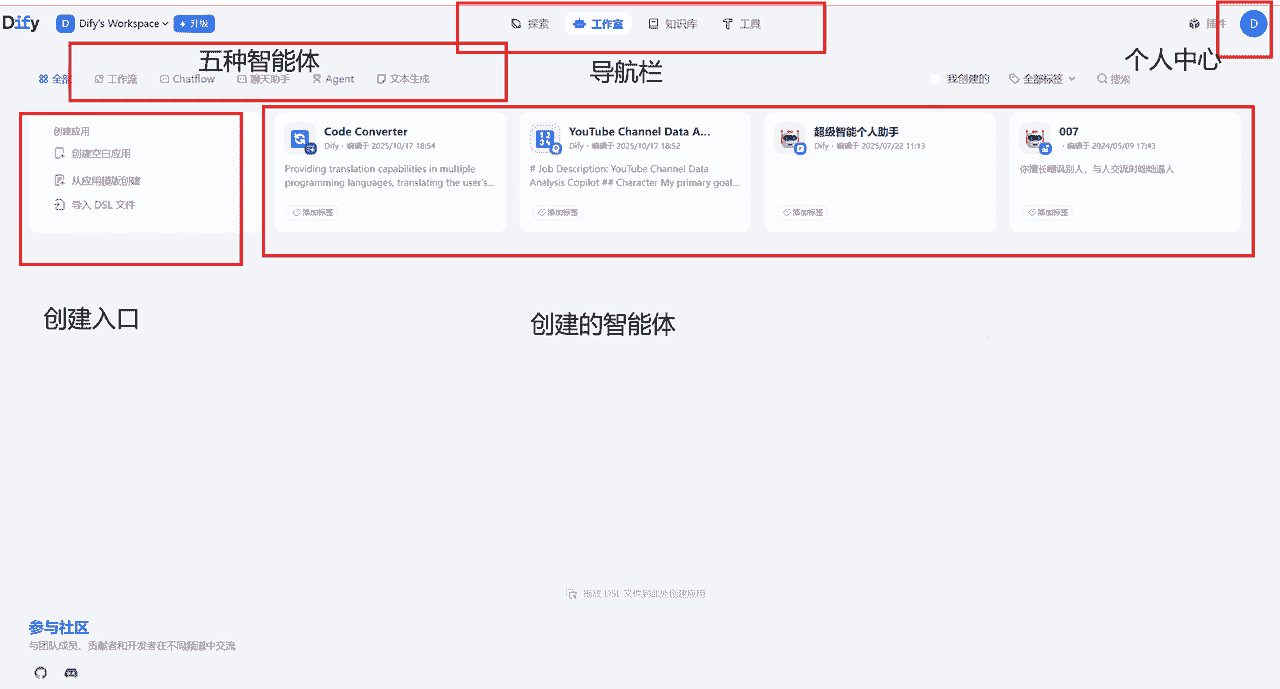 Dify
D Dify's Workspace 升级
探索 工作室 知识库 工具
插件
D
五种智能体
导航栏
个人中心
全部 工作流 Chatflow 聊天助手 Agent 文本生成
我创建的 全部标签 搜索
创建应用
创建空白应用
从应用模板创建
导入 DSL 文件
Code Converter
Dify · 编辑于 2025/10/17 18:54
Providing translation capabilities in multiple
programming languages, translating the user's...
添加标签
YouTube Channel Data A...
Dify · 编辑于 2025/10/17 18:52
# Job Description: YouTube Channel Data
Analysis Copilot ## Character My primary goal...
添加标签
超级智能个人助手
Dify · 编辑于 2025/07/22 11:13
添加标签
007
· 编辑于 2024/05/09 17:43
你擅长嘲讽别人，与人交流时咄咄逼人
添加标签
创建入口
创建的智能体
拖放 DSL 文件到此处创建应用
参与社区
与团队成员、贡献者和开发者在不同频道中交流